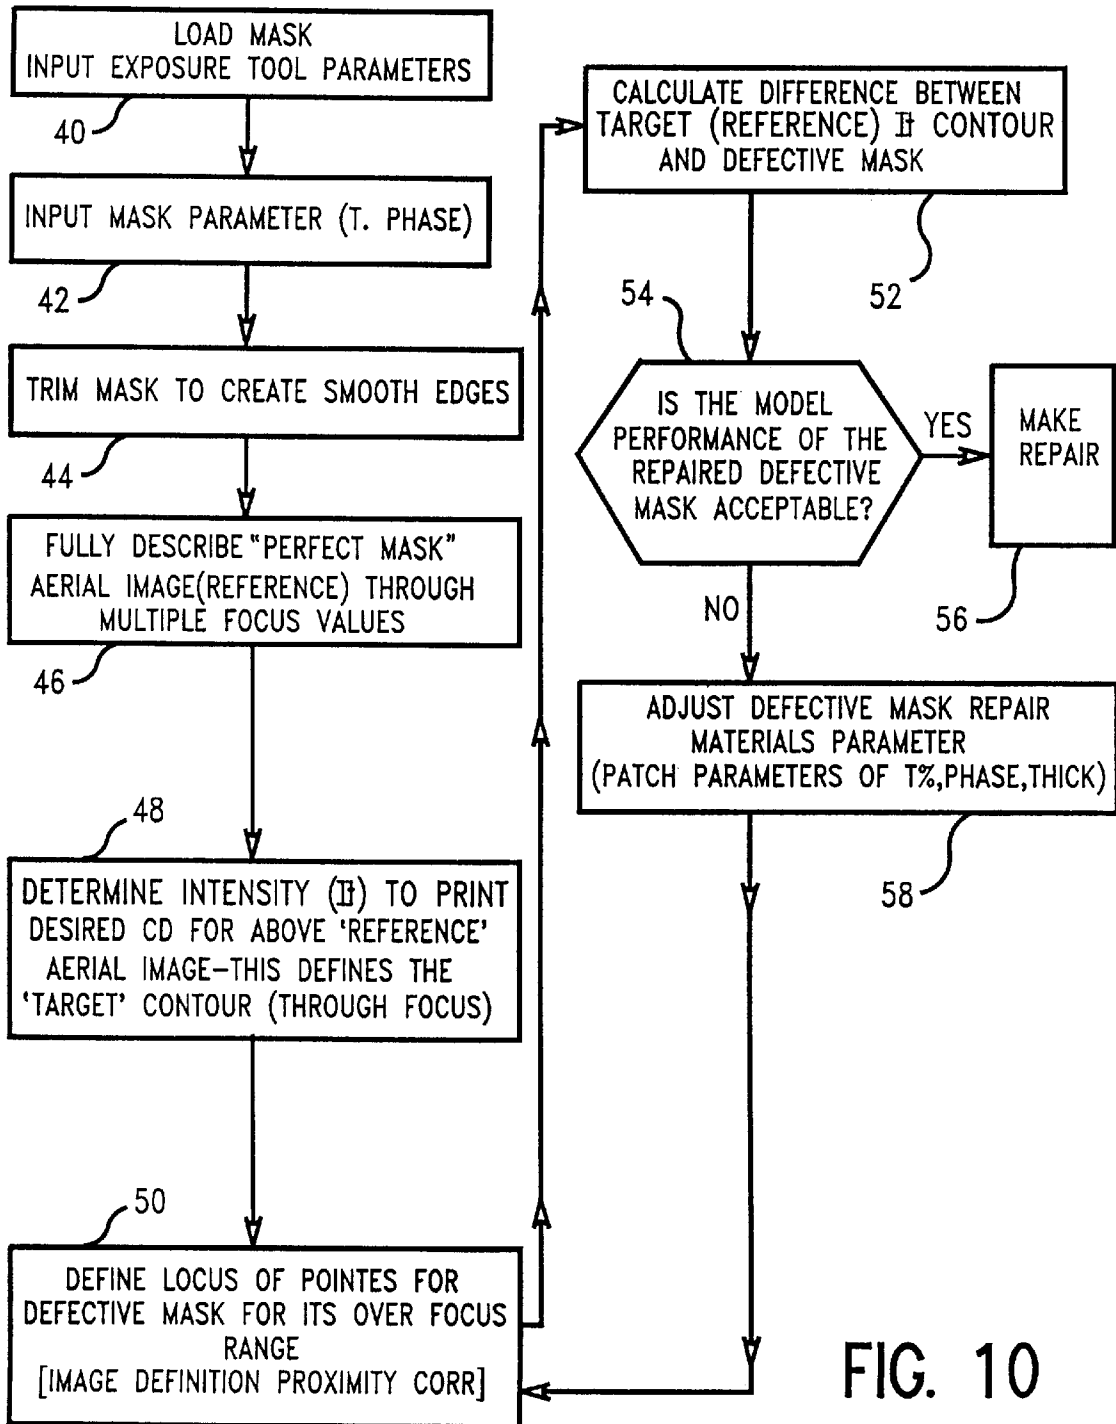 LOAD MASK
INPUT EXPOSURE TOOL PARAMETERS
40
INPUT MASK PARAMETER (T. PHASE)
42
TRIM MASK TO CREATE SMOOTH EDGES
44
FULLY DESCRIBE "PERFECT MASK"
AERIAL IMAGE(REFERENCE) THROUGH
MULTIPLE FOCUS VALUES
46
48
DETERMINE INTENSITY (It) TO PRINT
DESIRED CD FOR ABOVE 'REFERENCE'
AERIAL IMAGE-THIS DEFINES THE
'TARGET' CONTOUR (THROUGH FOCUS)
50
DEFINE LOCUS OF POINTES FOR
DEFECTIVE MASK FOR ITS OVER FOCUS
RANGE
[IMAGE DEFINITION PROXIMITY CORR]
CALCULATE DIFFERENCE BETWEEN
TARGET (REFERENCE) It CONTOUR
AND DEFECTIVE MASK
52
54
IS THE MODEL
PERFORMANCE OF THE
REPAIRED DEFECTIVE
MASK ACCEPTABLE?
YES
MAKE
REPAIR
56
NO
ADJUST DEFECTIVE MASK REPAIR
MATERIALS PARAMETER
(PATCH PARAMETERS OF T%,PHASE,THICK)
58
FIG. 10